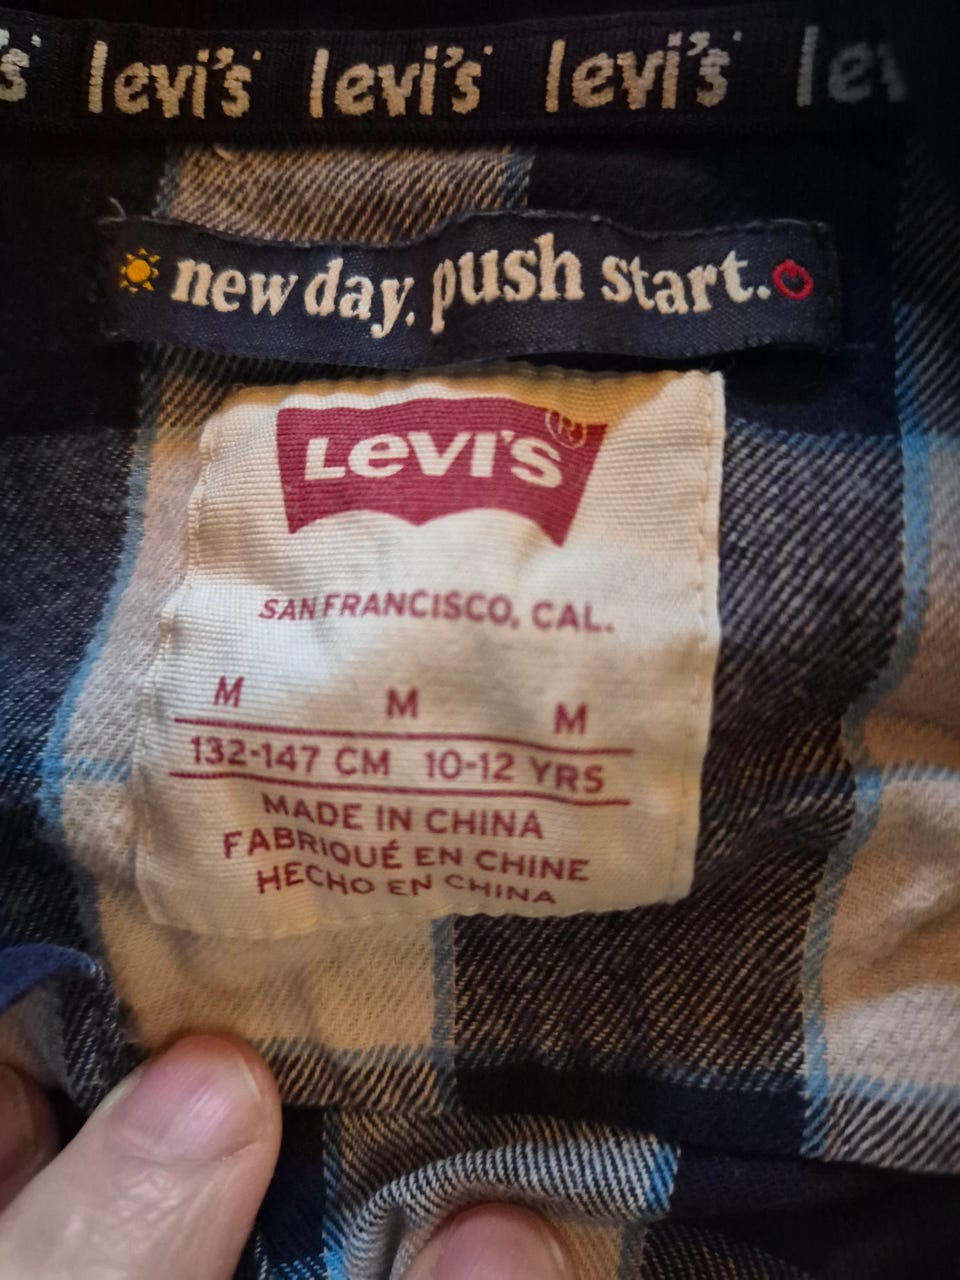 levi's levi's levi's
new day. push start.
Levi's ®
SAN FRANCISCO, CAL.
M M M
132-147 CM 10-12 YRS
MADE IN CHINA
FABRIQUÉ EN CHINE
HECHO EN CHINA